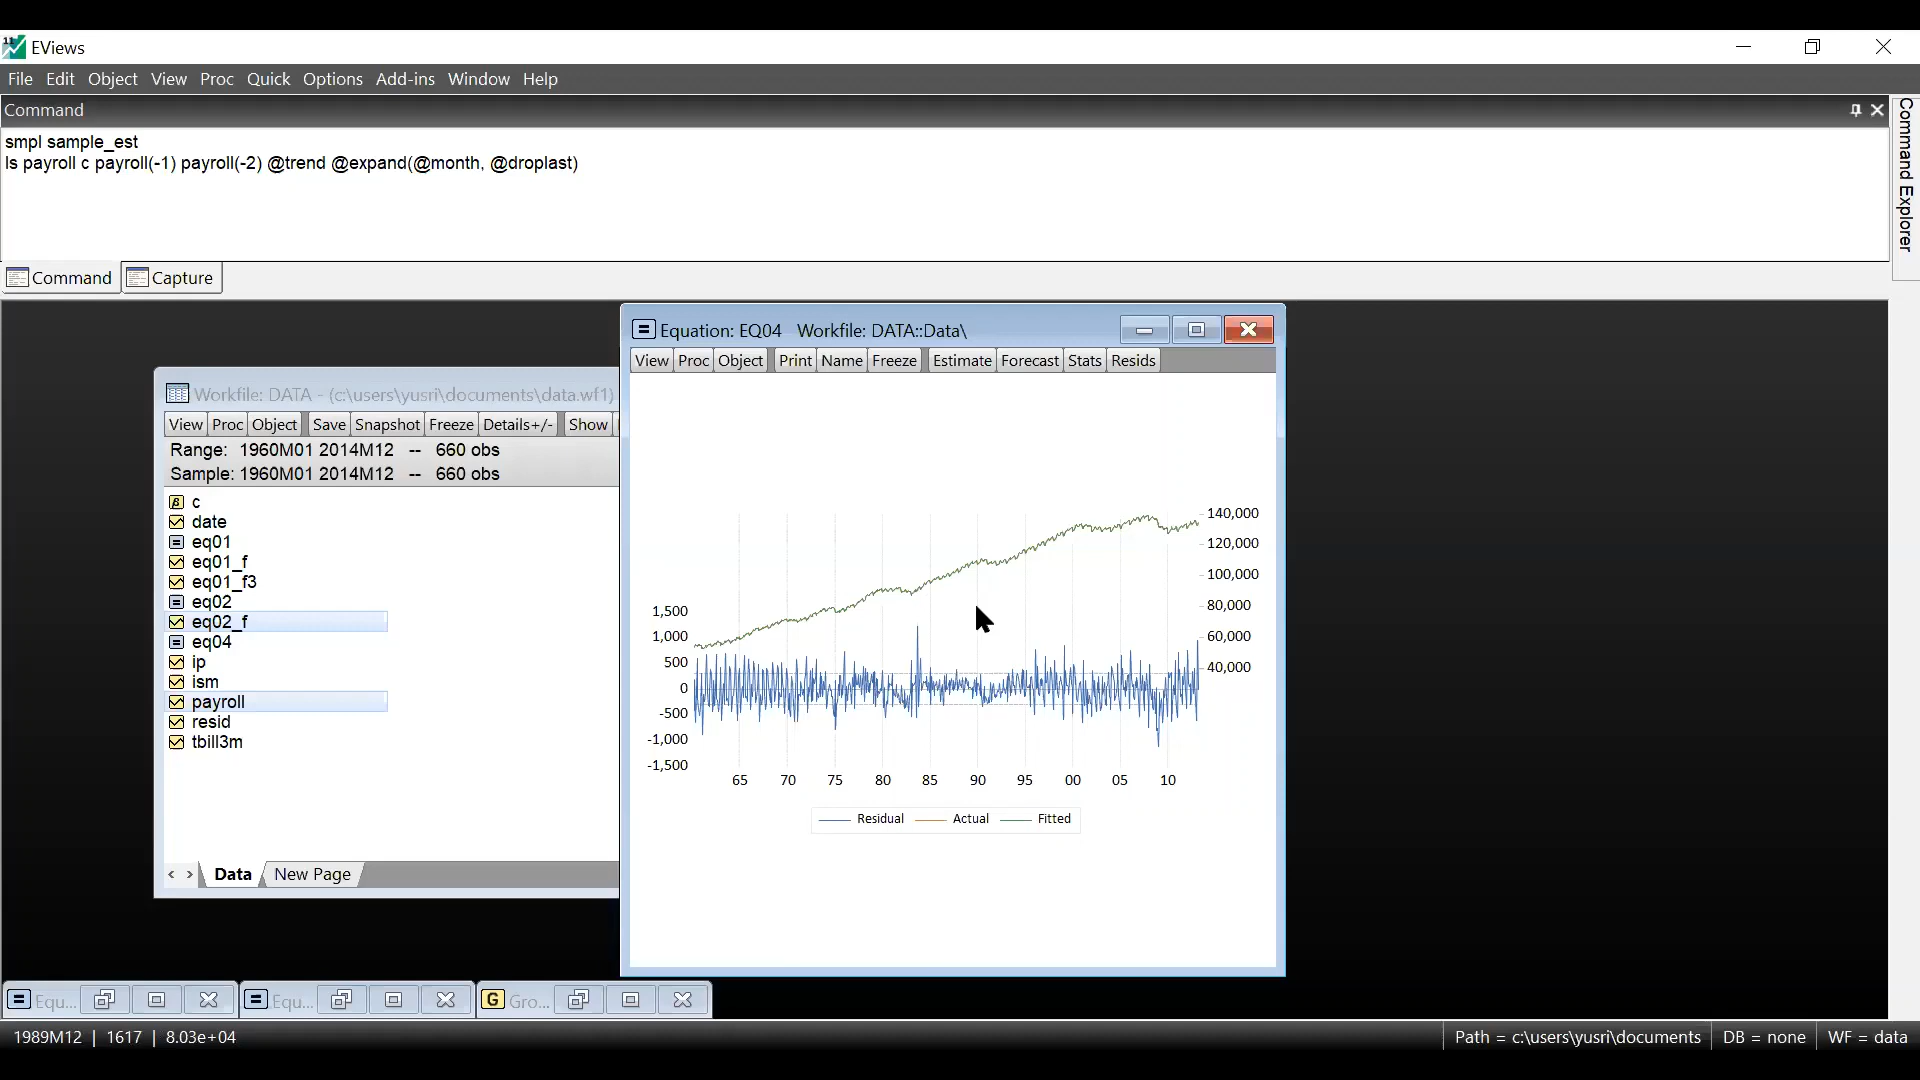 EViews
File Edit Object View Proc Quick Options Add-ins Window Help
Command
smpl sample_est
ls payroll c payroll(-1) payroll(-2) @trend @expand(@month, @droplast)
Command Capture
Command Explorer
Workfile: DATA - (c:\users\yusri\documents\data.wf1)
View Proc Object Save Snapshot Freeze Details+/- Show
Range: 1960M01 2014M12 -- 660 obs
Sample: 1960M01 2014M12 -- 660 obs
c
date
eq01
eq01_f
eq01_f3
eq02
eq02_f
eq04
ip
ism
payroll
resid
tbill3m
< > Data New Page
Equation: EQ04 Workfile: DATA::Data\
View Proc Object Print Name Freeze Estimate Forecast Stats Resids
140,000
120,000
100,000
80,000
60,000
40,000
1,500
1,000
500
0
-500
-1,000
-1,500
65 70 75 80 85 90 95 00 05 10
Residual Actual Fitted
Equ... Equ... G Gro...
1989M12 | 1617 | 8.03e+04
Path = c:\users\yusri\documents DB = none WF = data